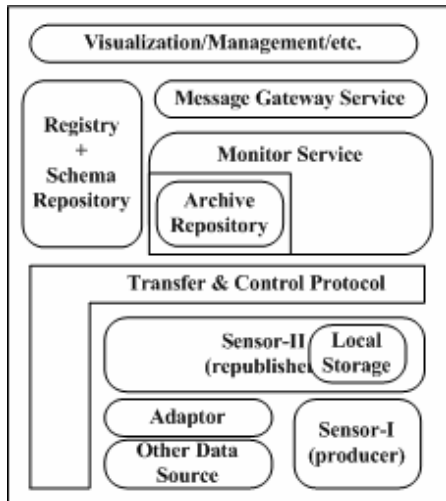 Visualization/Management/etc.
Registry
+
Schema
Repository
Message Gateway Service
Monitor Service
Archive
Repository
Transfer & Control Protocol
Sensor-II
(republisher
Local
Storage
Adaptor
Other Data
Source
Sensor-I
(producer)